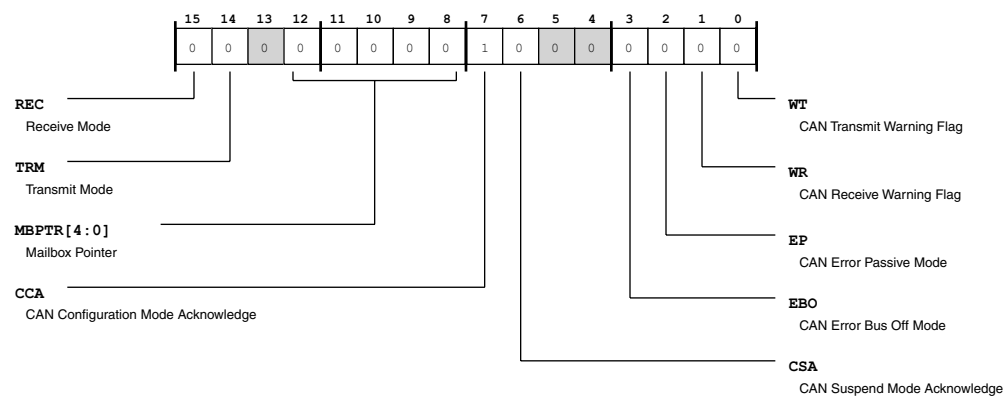 15 14 13 12 11 10 9 8 7 6 5 4 3 2 1 0
0 0 0 0 0 0 0 0 1 0 0 0 0 0 0 0
REC
Receive Mode
TRM
Transmit Mode
MBPTR[4:0]
Mailbox Pointer
CCA
CAN Configuration Mode Acknowledge
WT
CAN Transmit Warning Flag
WR
CAN Receive Warning Flag
EP
CAN Error Passive Mode
EBO
CAN Error Bus Off Mode
CSA
CAN Suspend Mode Acknowledge